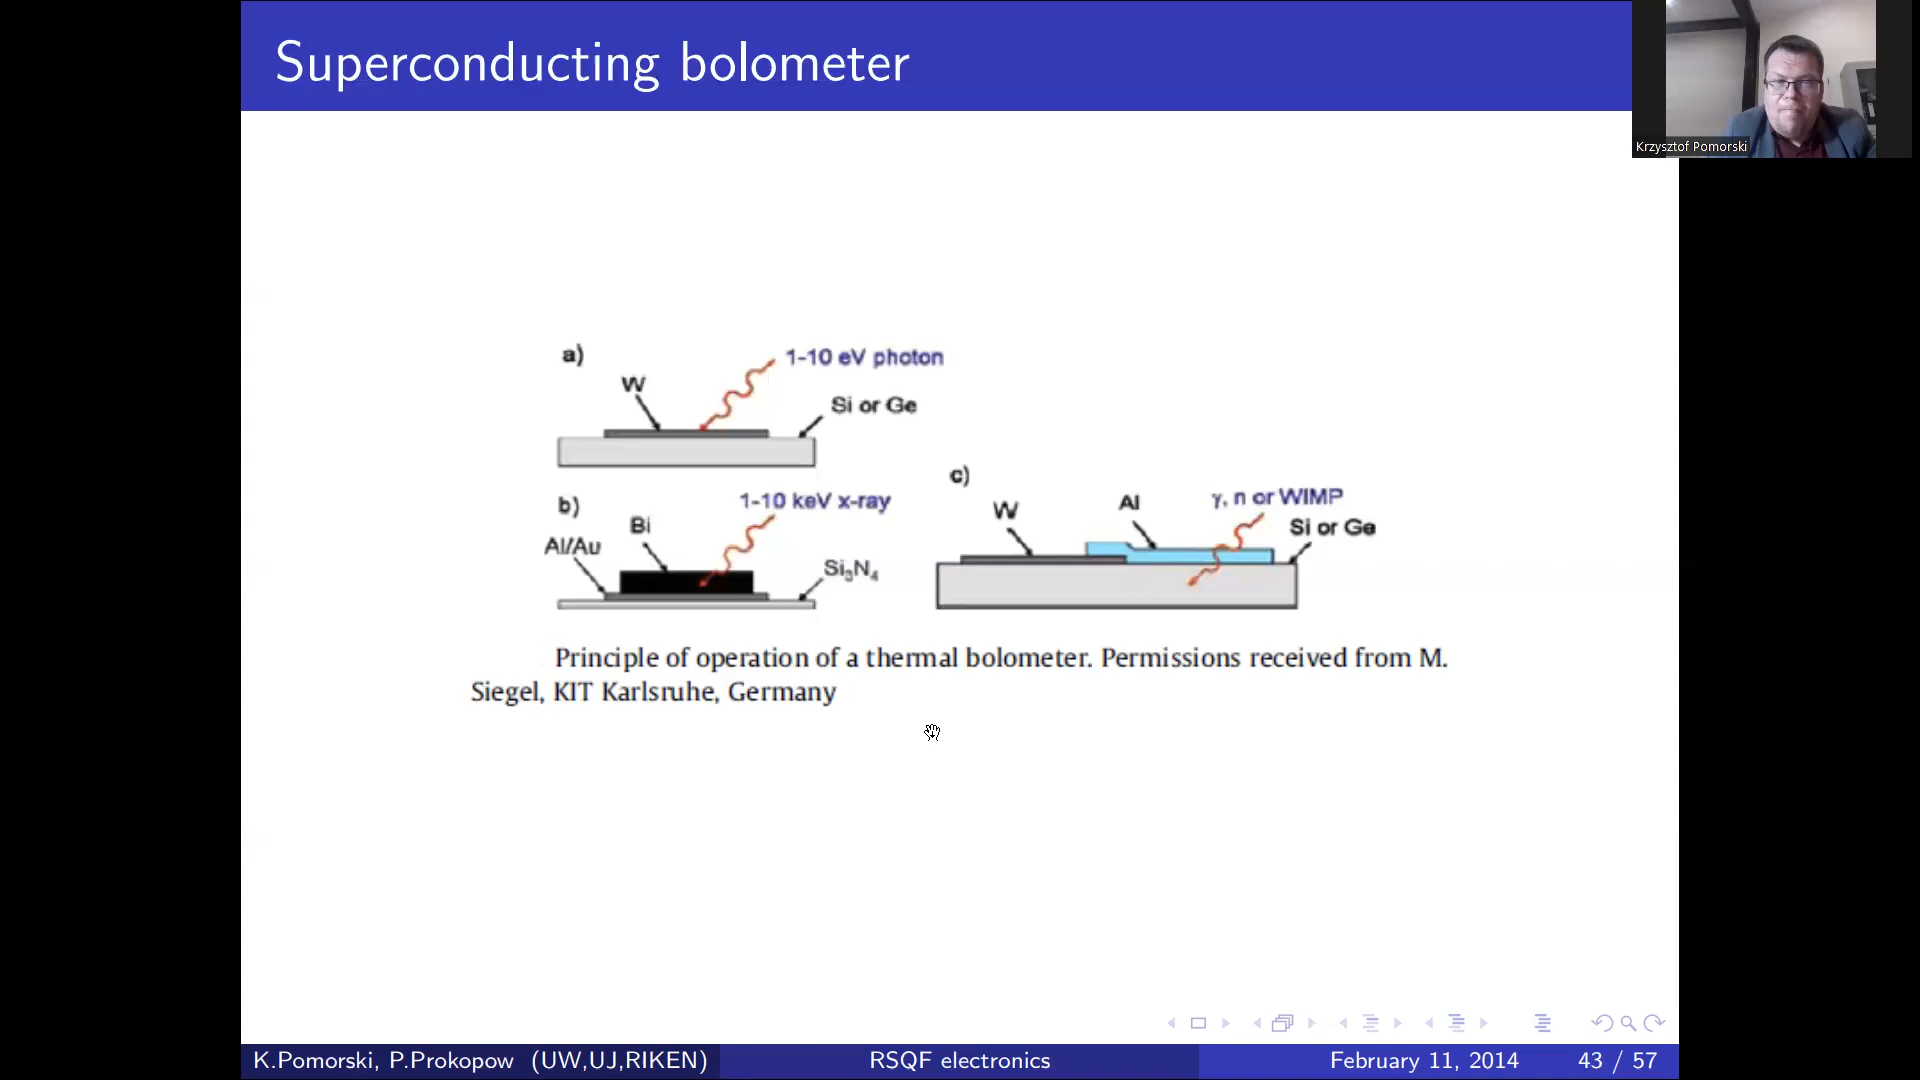 Superconducting bolometer
Krzysztof Pomorski
a)
1-10 eV photon
W
Si or Ge
b)
1-10 keV x-ray
Bi
Al/Au
Si₃N₄
c)
γ, n or WIMP
W
Al
Si or Ge
Principle of operation of a thermal bolometer. Permissions received from M.
Siegel, KIT Karlsruhe, Germany
K.Pomorski, P.Prokopow (UW,UJ,RIKEN)
RSQF electronics
February 11, 2014
43 / 57